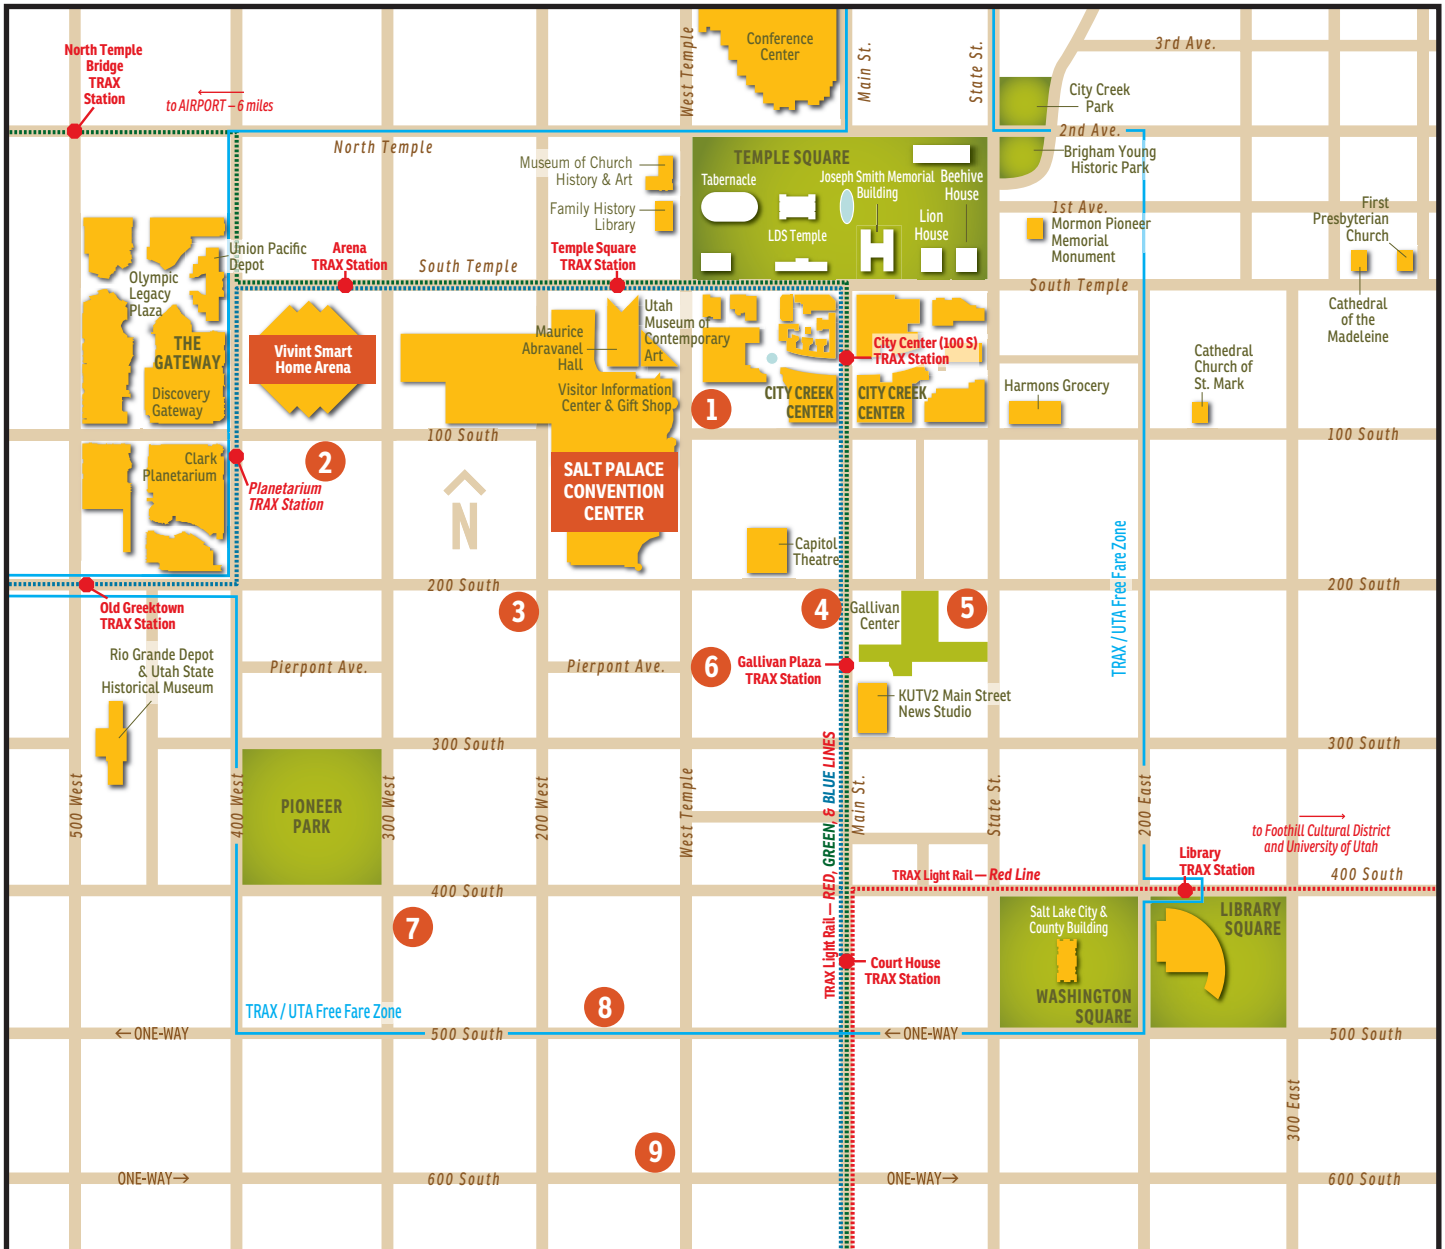 North Temple
Bridge
TRAX
Station
to AIRPORT – 6 miles
Conference
Center
West Temple
Main St.
State St.
3rd Ave.
City Creek
Park
2nd Ave.
Brigham Young
Historic Park
North Temple
Museum of Church
History & Art
Family History
Library
TEMPLE SQUARE
Tabernacle
LDS Temple
Joseph Smith Memorial
Building
Beehive
House
Lion
House
1st Ave.
Mormon Pioneer
Memorial
Monument
First
Presbyterian
Church
Cathedral
of the
Madeleine
South Temple
Union Pacific
Depot
Arena
TRAX Station
South Temple
Temple Square
TRAX Station
Olympic
Legacy
Plaza
THE
GATEWAY
Discovery
Gateway
Vivint Smart
Home Arena
Maurice
Abravanel
Hall
Utah
Museum of
Contemporary
Art
Visitor Information
Center & Gift Shop
1
City Center (100 S)
TRAX Station
CITY CREEK
CENTER
CITY CREEK
CENTER
Harmons Grocery
Cathedral
Church of
St. Mark
100 South
100 South
Clark
Planetarium
2
Planetarium
TRAX Station
N
SALT PALACE
CONVENTION
CENTER
Capitol
Theatre
TRAX / UTA Free Fare Zone
200 South
200 South
Old Greektown
TRAX Station
3
4
Gallivan
Center
5
Rio Grande Depot
& Utah State
Historical Museum
Pierpont Ave.
Pierpont Ave.
6
Gallivan Plaza
TRAX Station
KUTV2 Main Street
News Studio
300 South
300 South
500 West
400 West
PIONEER
PARK
300 West
200 West
West Temple
TRAX Light Rail — RED, GREEN, & BLUE LINES
Main St.
State St.
200 East
to Foothill Cultural District
and University of Utah
Library
TRAX Station
TRAX Light Rail — Red Line
400 South
400 South
7
Salt Lake City &
County Building
WASHINGTON
SQUARE
LIBRARY
SQUARE
Court House
TRAX Station
8
TRAX / UTA Free Fare Zone
← ONE-WAY
500 South
← ONE-WAY
500 South
300 East
9
ONE-WAY →
600 South
ONE-WAY →
600 South